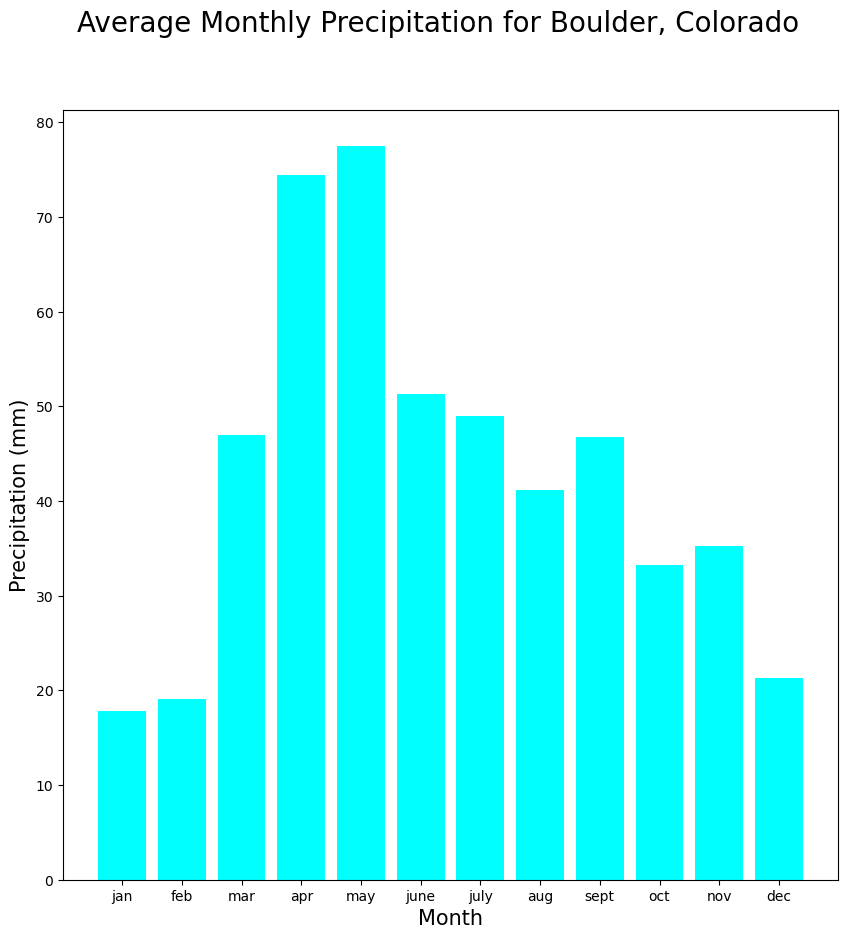 Average Monthly Precipitation for Boulder, Colorado
Precipitation (mm)
80
70
60
50
40
30
20
10
0
jan feb mar apr may june july aug sept oct nov dec
Month